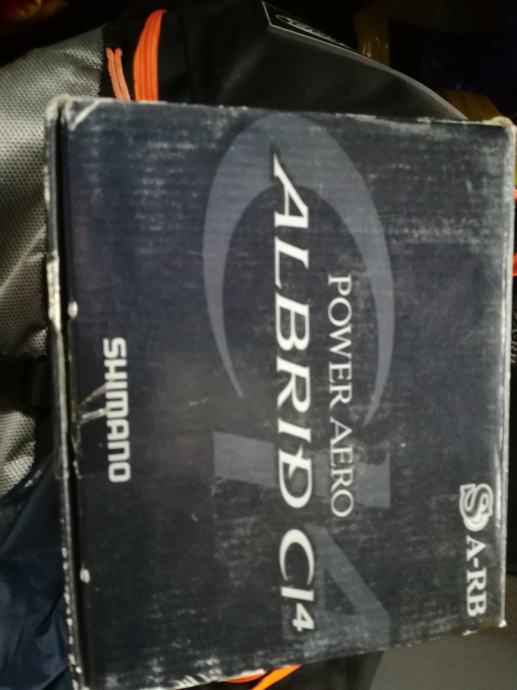 S A-RB
POWER AERO
ALBRID CI4
SHIMANO